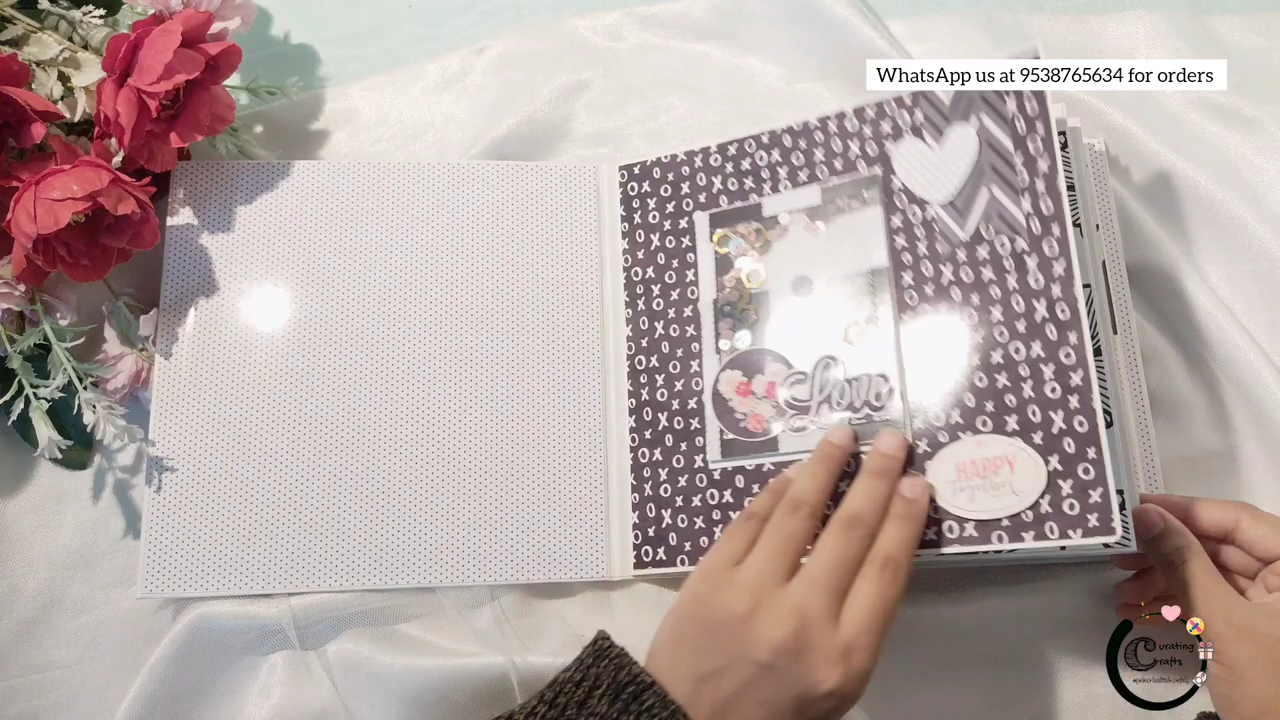 WhatsApp us at 9538765634 for orders
Love
HAPPY
together
Curating
Crafts